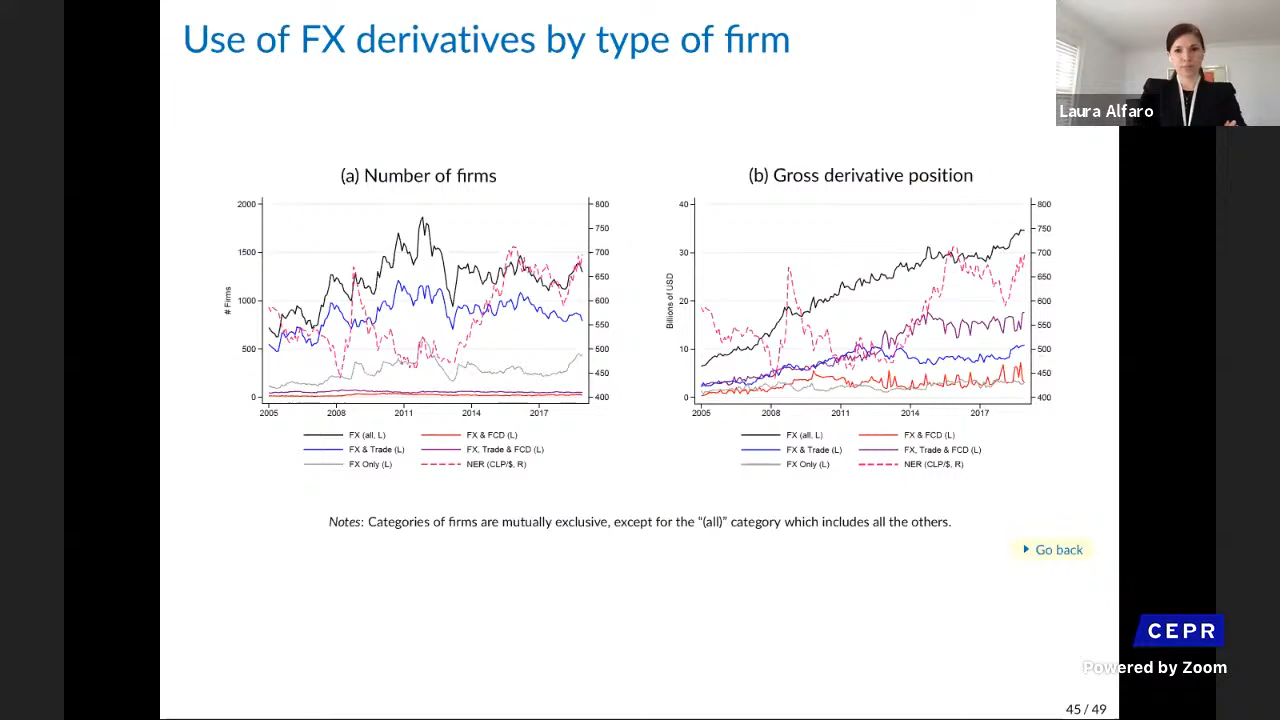 Use of FX derivatives by type of firm
Laura Alfaro
(a) Number of firms
2000
1500
1000
500
0
# Firms
800
750
700
650
600
550
500
450
400
2005
2008
2011
2014
2017
FX (all, L)
FX & FCD (L)
FX & Trade (L)
FX, Trade & FCD (L)
FX Only (L)
NER (CLP/$, R)
(b) Gross derivative position
40
30
20
10
0
Billions of USD
800
750
700
650
600
550
500
450
400
2005
2008
2011
2014
2017
FX (all, L)
FX & FCD (L)
FX & Trade (L)
FX, Trade & FCD (L)
FX Only (L)
NER (CLP/$, R)
Notes: Categories of firms are mutually exclusive, except for the “(all)” category which includes all the others.
Go back
CEPR
Powered by Zoom
45 / 49